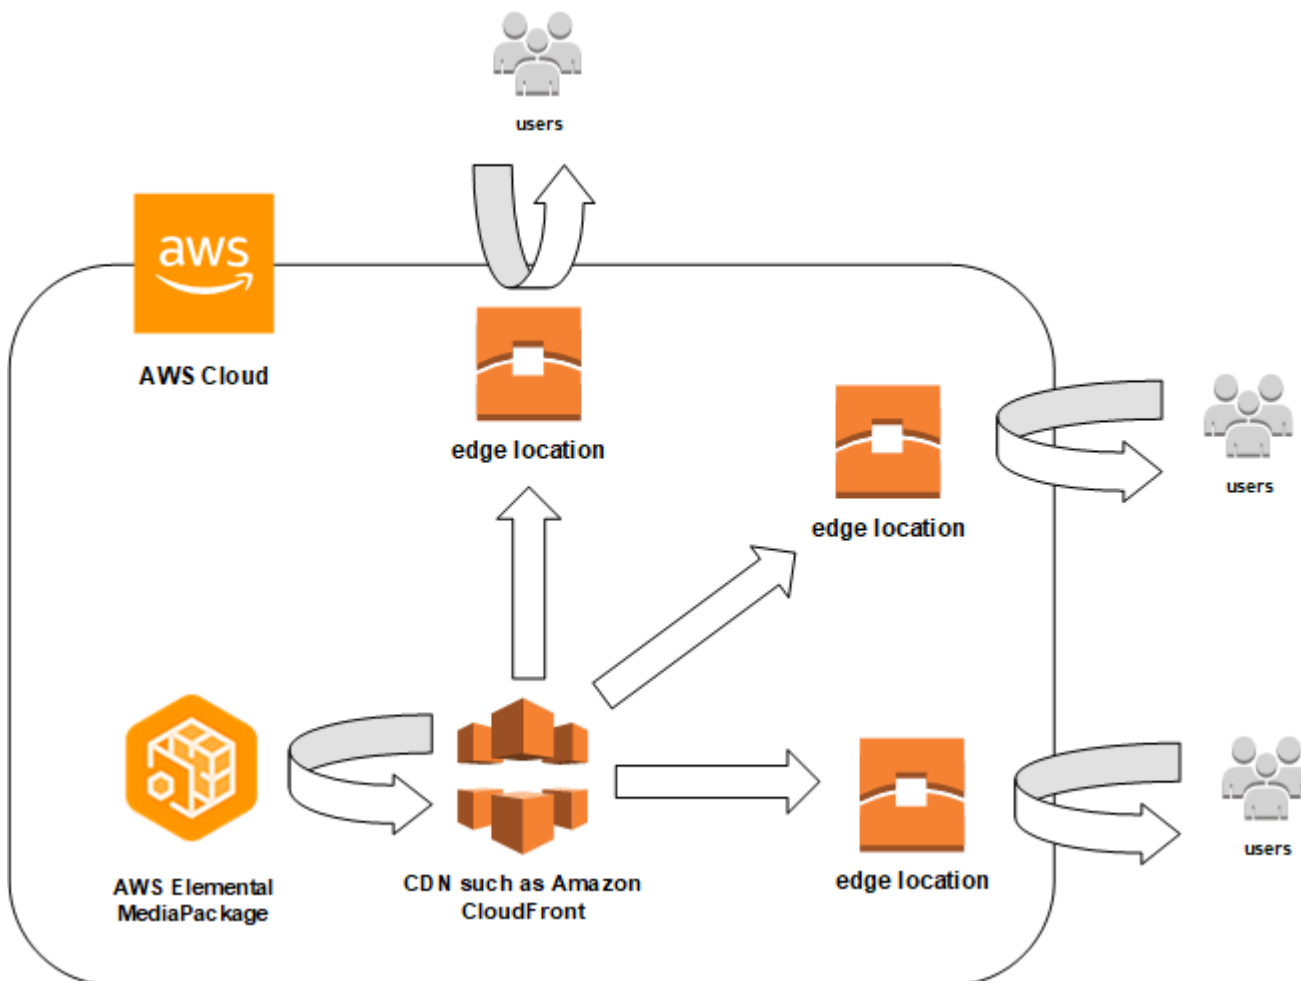 users
aws
AWS Cloud
edge location
edge location
users
AWS Elemental
MediaPackage
CDN such as Amazon
CloudFront
edge location
users